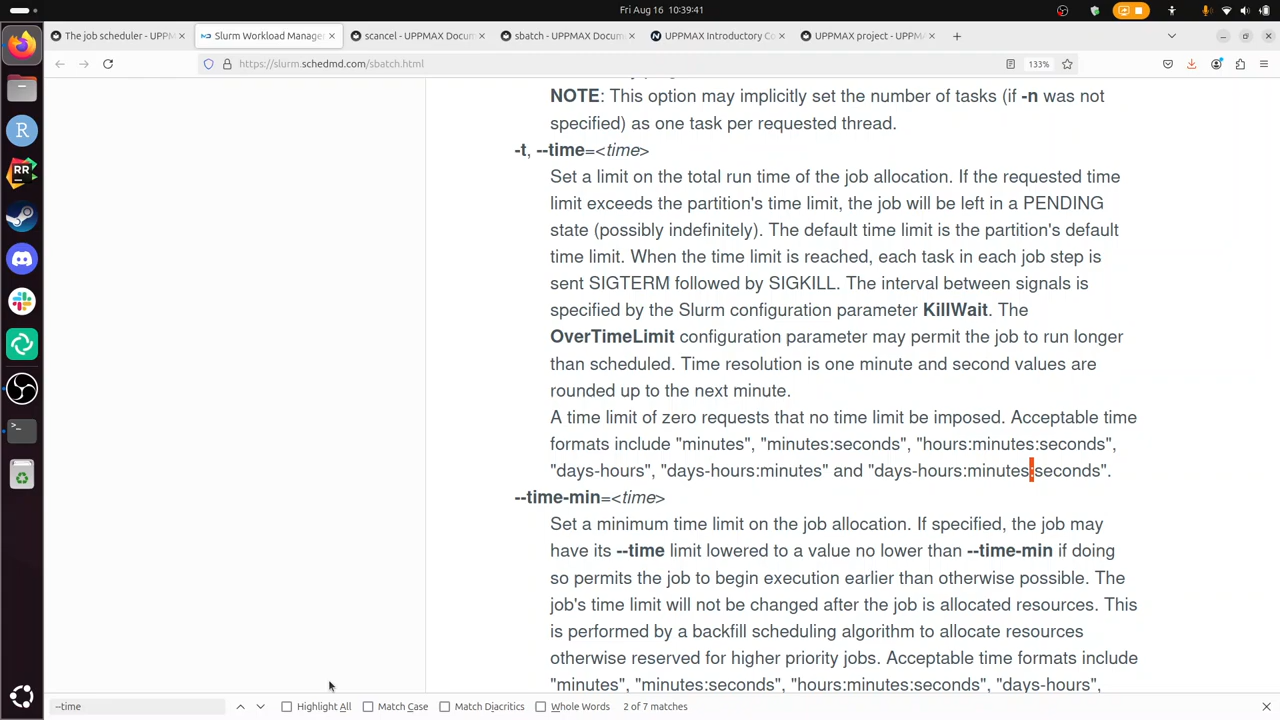 Fri Aug 16 10:39:41
The job scheduler - UPPM
Slurm Workload Manage
scancel - UPPMAX Docum
sbatch - UPPMAX Docum
UPPMAX Introductory Co
UPPMAX project - UPPMA
https://slurm.schedmd.com/sbatch.html
133%
NOTE: This option may implicitly set the number of tasks (if -n was not
specified) as one task per requested thread.
-t, --time=<time>
Set a limit on the total run time of the job allocation. If the requested time
limit exceeds the partition's time limit, the job will be left in a PENDING
state (possibly indefinitely). The default time limit is the partition's default
time limit. When the time limit is reached, each task in each job step is
sent SIGTERM followed by SIGKILL. The interval between signals is
specified by the Slurm configuration parameter KillWait. The
OverTimeLimit configuration parameter may permit the job to run longer
than scheduled. Time resolution is one minute and second values are
rounded up to the next minute.
A time limit of zero requests that no time limit be imposed. Acceptable time
formats include "minutes", "minutes:seconds", "hours:minutes:seconds",
"days-hours", "days-hours:minutes" and "days-hours:minutes:seconds".
--time-min=<time>
Set a minimum time limit on the job allocation. If specified, the job may
have its --time limit lowered to a value no lower than --time-min if doing
so permits the job to begin execution earlier than otherwise possible. The
job's time limit will not be changed after the job is allocated resources. This
is performed by a backfill scheduling algorithm to allocate resources
otherwise reserved for higher priority jobs. Acceptable time formats include
"minutes", "minutes:seconds", "hours:minutes:seconds", "days-hours",
--time
Highlight All
Match Case
Match Diacritics
Whole Words
2 of 7 matches